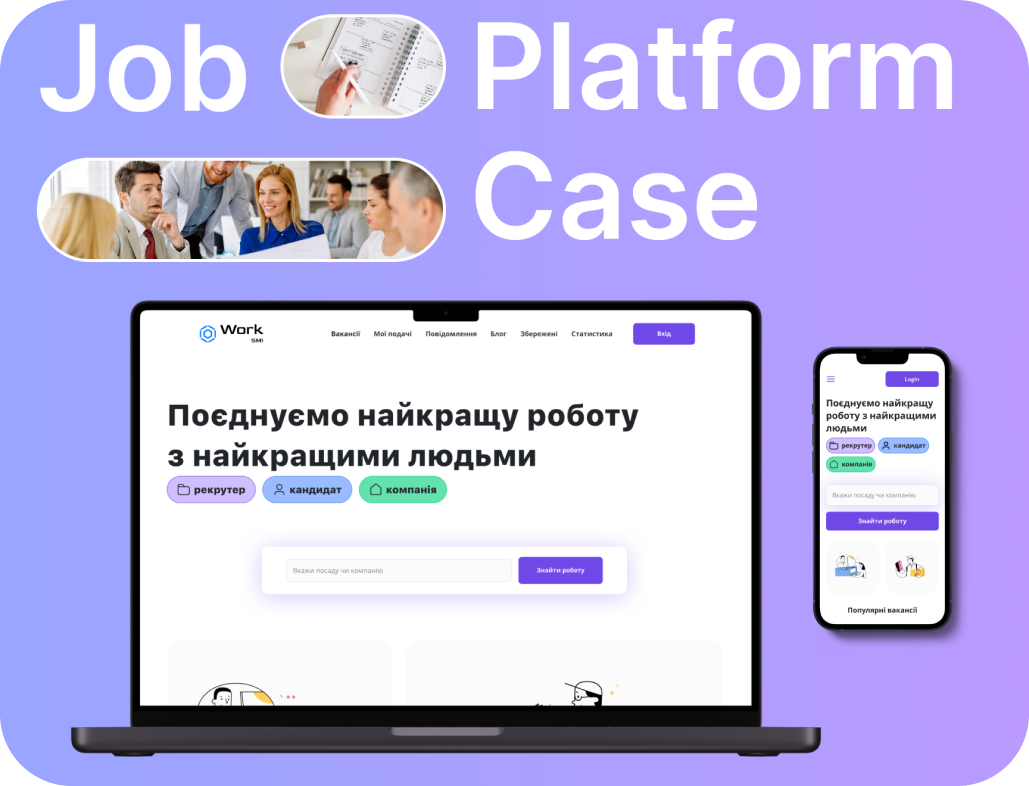 Job Platform
Case
Work
SMI
Вакансії Мої подачі Повідомлення Блог Збережені Статистика Вхід
Поєднуємо найкращу роботу
з найкращими людьми
рекрутер кандидат компанія
Вкажи посаду чи компанію Знайти роботу
Login
Поєднуємо найкращу
роботу з найкращими
людьми
рекрутер кандидат
компанія
Вкажи посаду чи компанію
Знайти роботу
Популярні вакансії